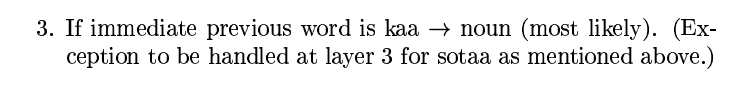 3. If immediate previous word is kaa → noun (most likely). (Ex-
ception to be handled at layer 3 for sotaa as mentioned above.)